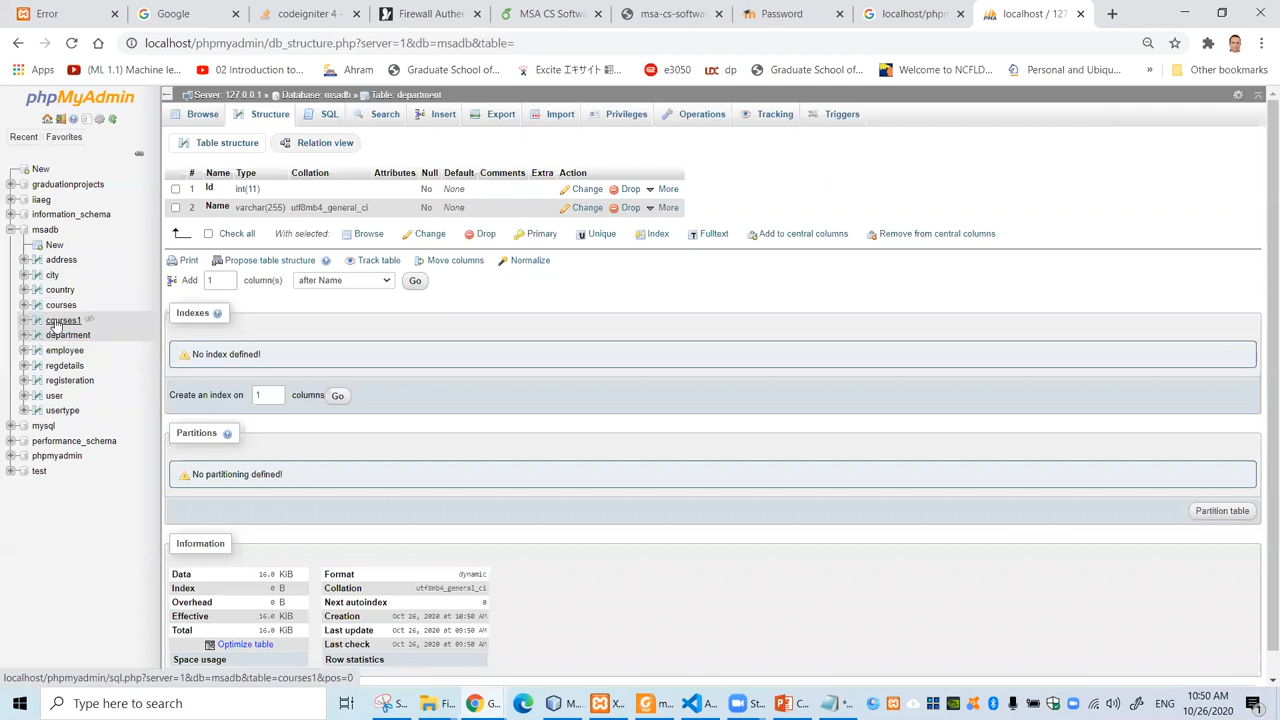 Error
Google
codeigniter 4 -
Firewall Auther
MSA CS Softwa
msa-cs-softwa
Password
localhost/phpm
localhost / 127
localhost/phpmyadmin/db_structure.php?server=1&db=msadb&table=
Apps
(ML 1.1) Machine le...
02 Introduction to...
Ahram
Graduate School of...
Excite エキサイト 翻...
e3050
dp
Graduate School of...
Welcome to NCFLD...
Personal and Ubiqu...
»
Other bookmarks
phpMyAdmin
Recent
Favorites
New
graduationprojects
iiaeg
information_schema
msadb
New
address
city
country
courses
courses1
department
employee
regdetails
registeration
user
usertype
mysql
performance_schema
phpmyadmin
test
Server: 127.0.0.1 » Database: msadb » Table: department
Browse
Structure
SQL
Search
Insert
Export
Import
Privileges
Operations
Tracking
Triggers
Table structure
Relation view
# Name Type Collation Attributes Null Default Comments Extra Action
1 Id int(11) No None Change Drop More
2 Name varchar(255) utf8mb4_general_ci No None Change Drop More
Check all With selected: Browse Change Drop Primary Unique Index Fulltext Add to central columns Remove from central columns
Print Propose table structure Track table Move columns Normalize
Add 1 column(s) after Name Go
Indexes
No index defined!
Create an index on 1 columns Go
Partitions
No partitioning defined!
Partition table
Information
Data 16.0 KiB
Index 0 B
Overhead 0 B
Effective 16.0 KiB
Total 16.0 KiB
Optimize table
Space usage
Format dynamic
Collation utf8mb4_general_ci
Next autoindex 0
Creation Oct 26, 2020 at 10:50 AM
Last update Oct 26, 2020 at 09:50 AM
Last check Oct 26, 2020 at 09:50 AM
Row statistics
localhost/phpmyadmin/sql.php?server=1&db=msadb&table=courses1&pos=0
Type here to search
S...
Fi...
G...
M...
X...
m...
A...
St...
C...
*...
ENG
10:50 AM
10/26/2020